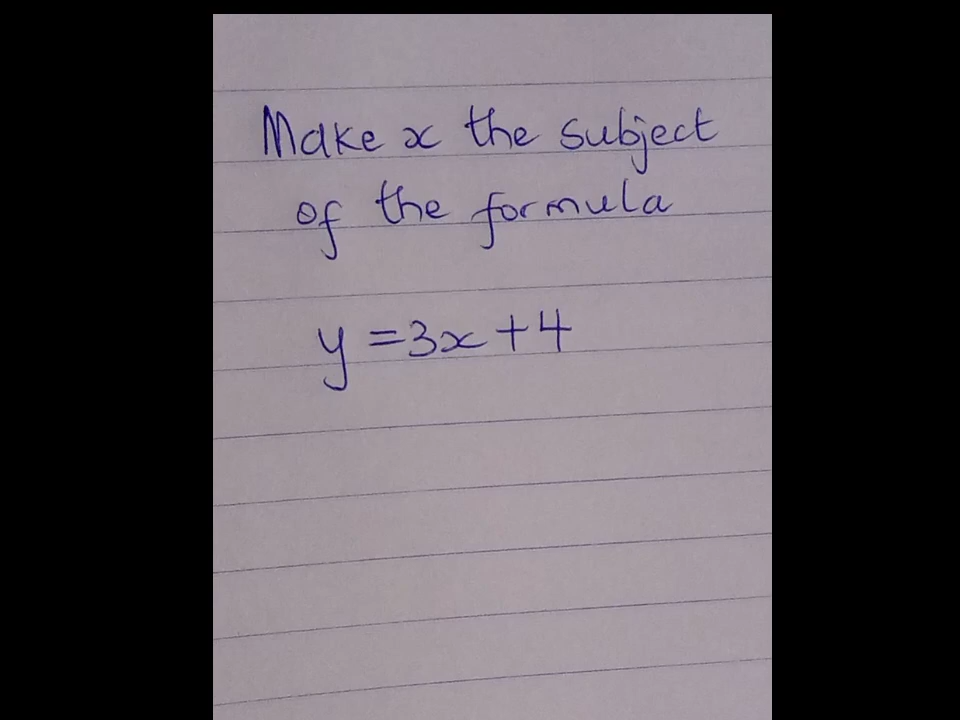 Make x the subject
of the formula
y = 3x + 4